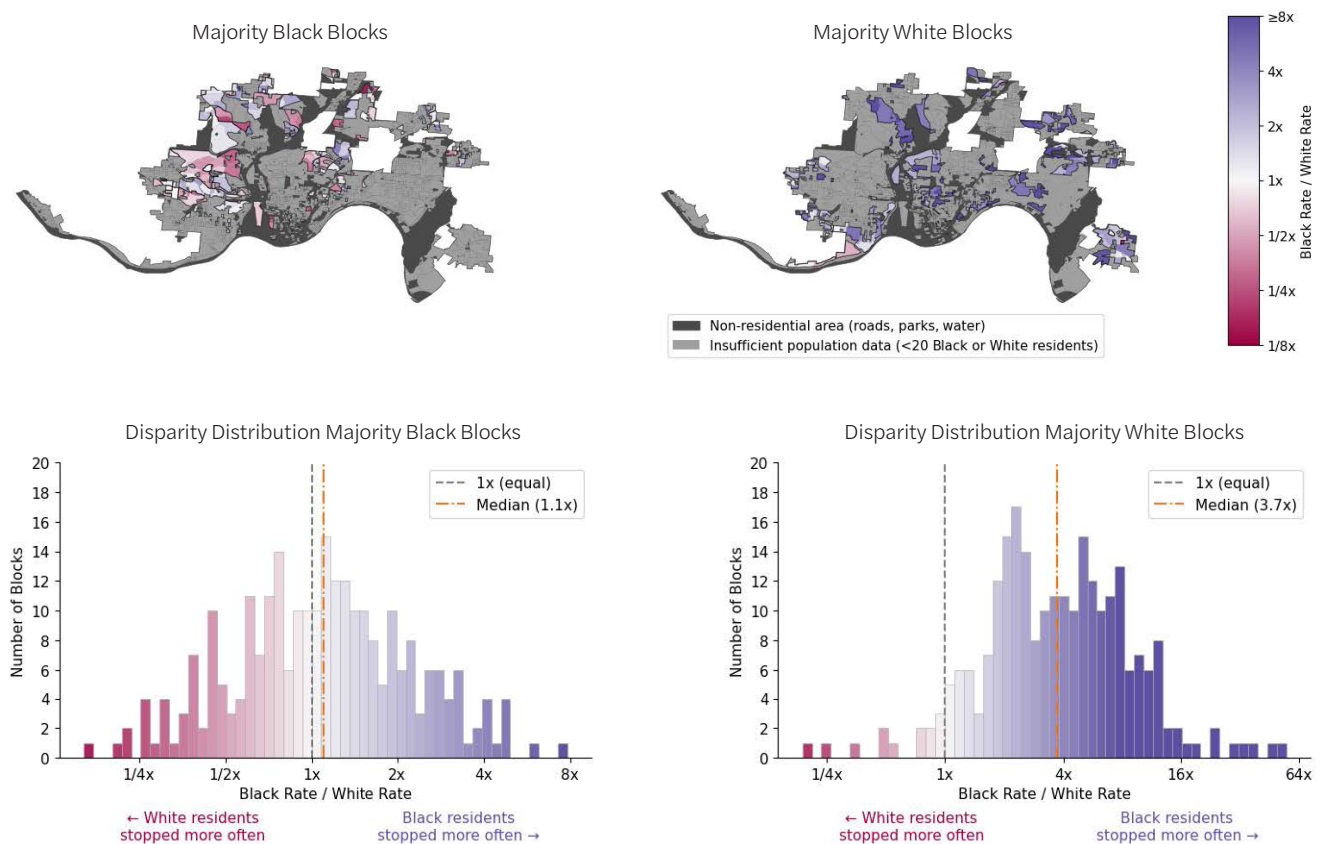 Majority Black Blocks
Majority White Blocks
≥8x
4x
2x
1x
1/2x
1/4x
1/8x
Black Rate / White Rate
Non-residential area (roads, parks, water)
Insufficient population data (<20 Black or White residents)
Disparity Distribution Majority Black Blocks
20
18
16
14
12
10
8
6
4
2
0
Number of Blocks
1x (equal)
Median (1.1x)
1/4x 1/2x 1x 2x 4x 8x
Black Rate / White Rate
← White residents
stopped more often
Black residents
stopped more often →
Disparity Distribution Majority White Blocks
20
18
16
14
12
10
8
6
4
2
0
Number of Blocks
1x (equal)
Median (3.7x)
1/4x 1x 4x 16x 64x
Black Rate / White Rate
← White residents
stopped more often
Black residents
stopped more often →